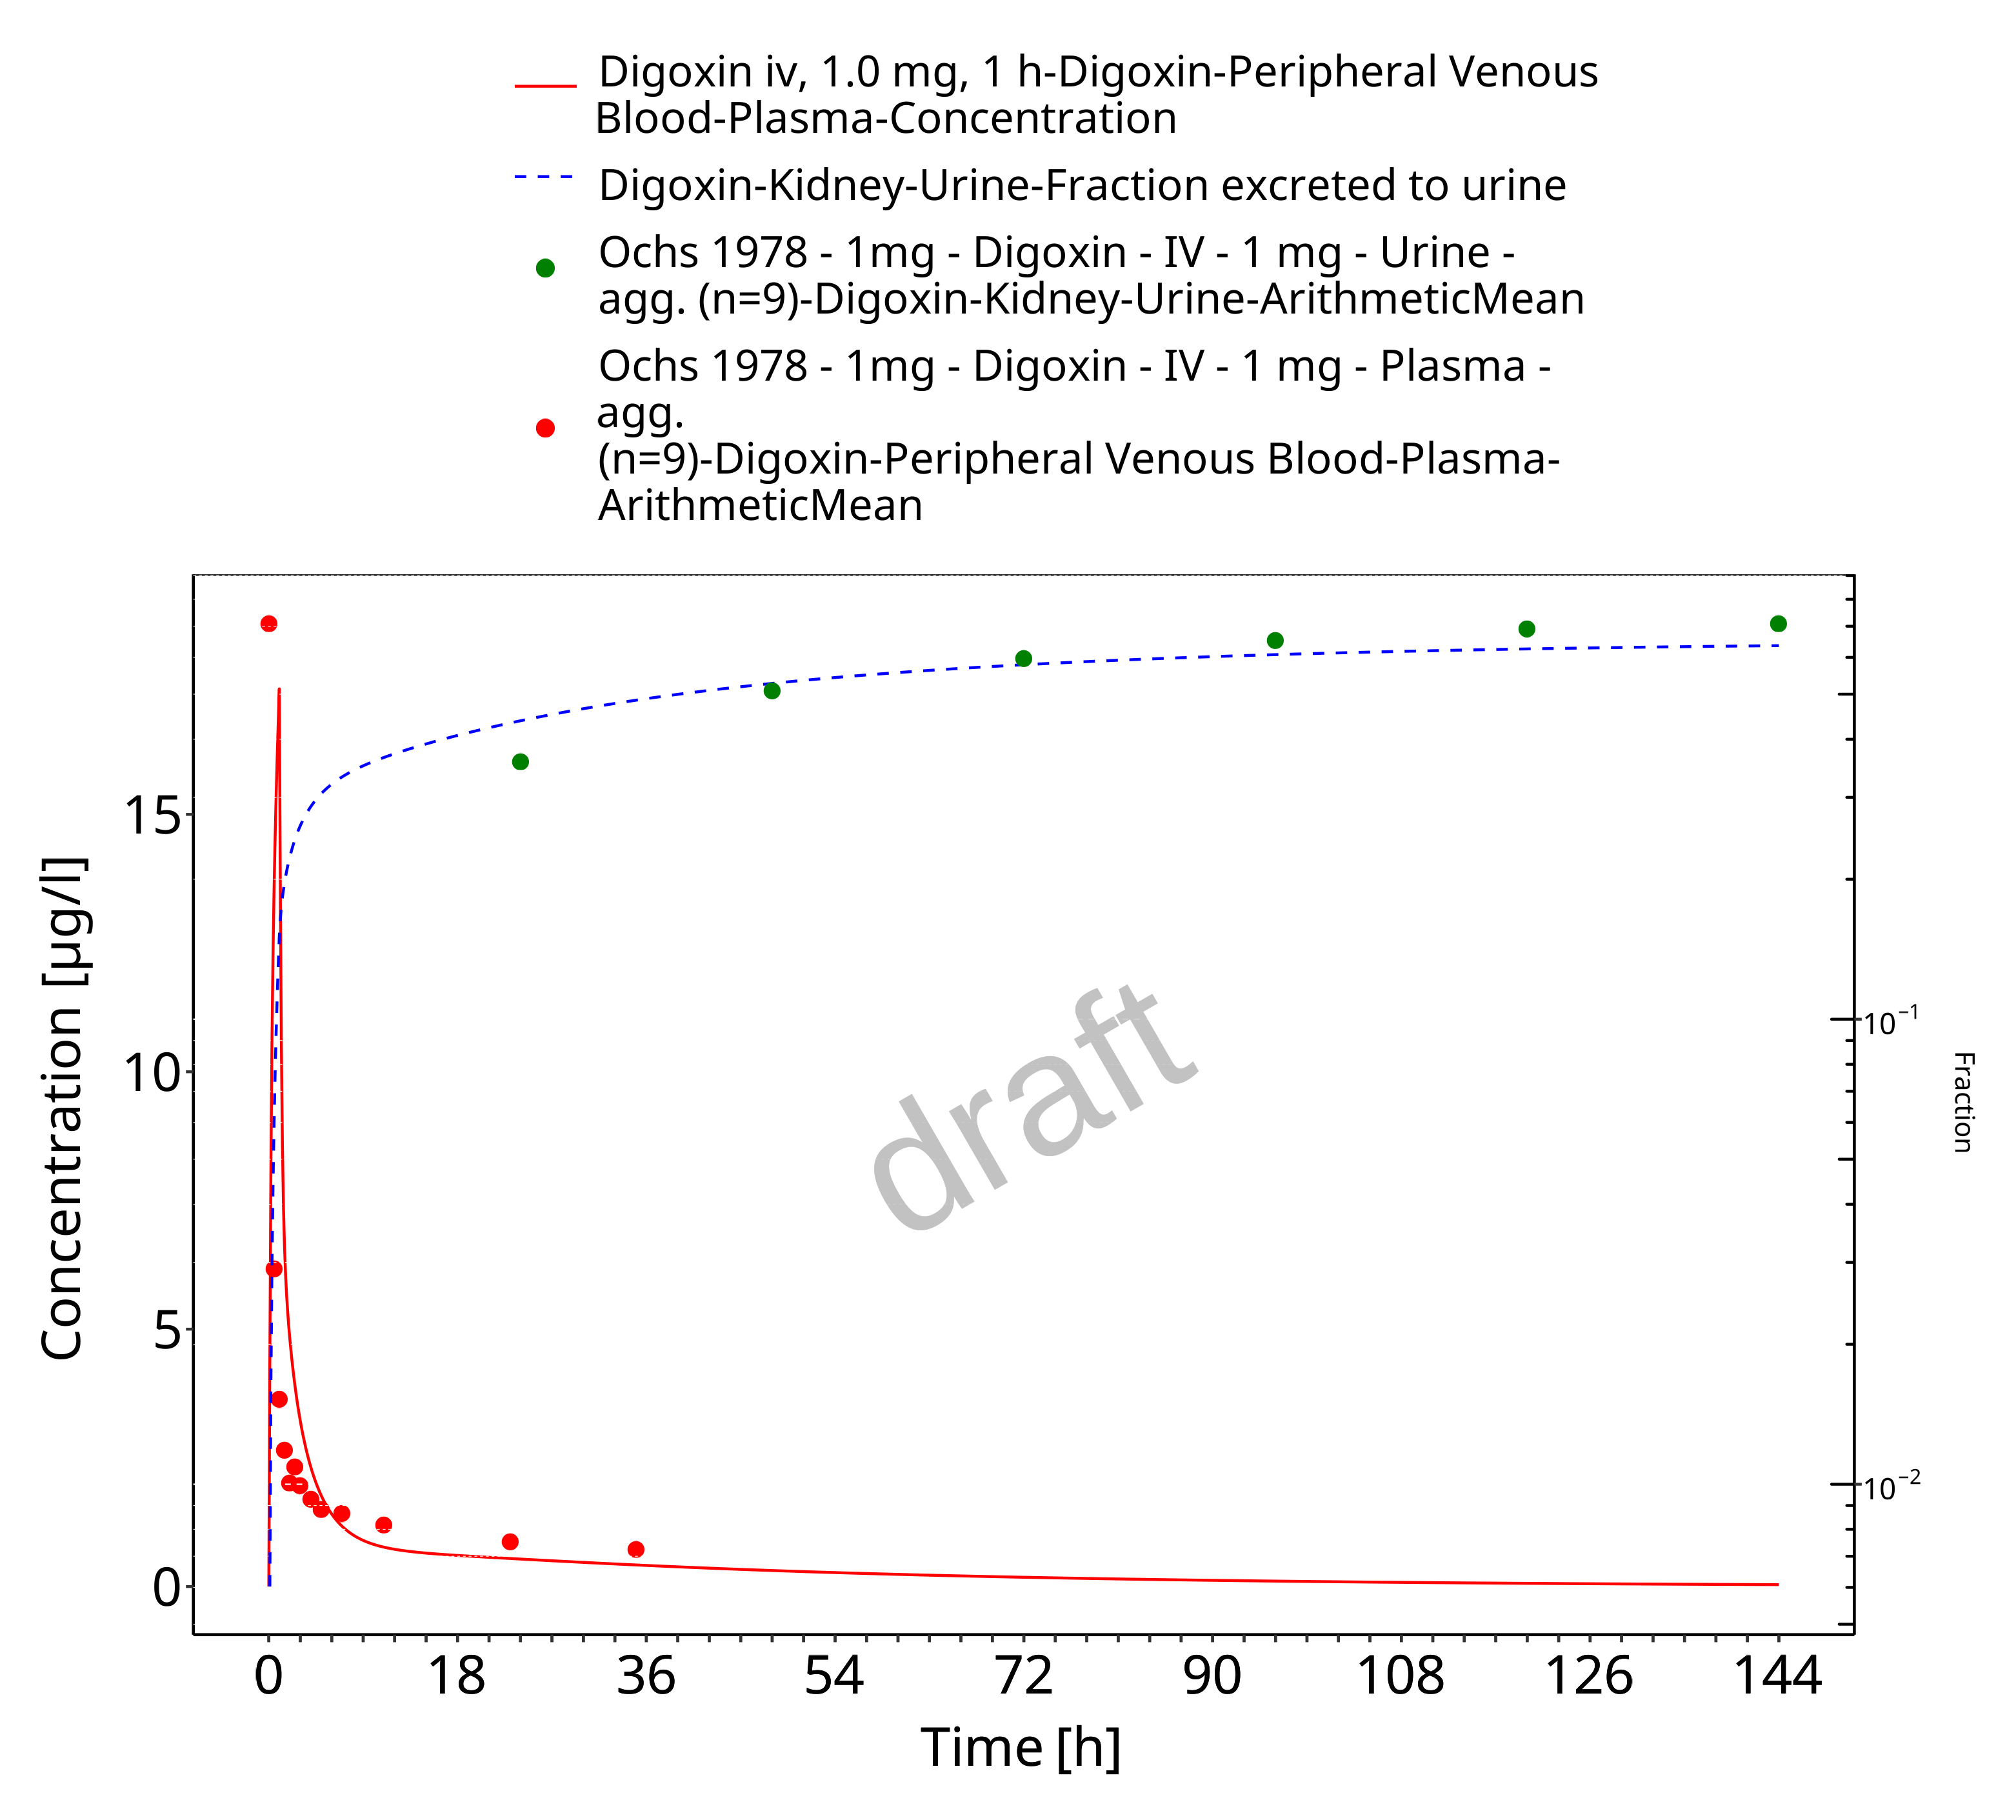 Digoxin iv, 1.0 mg, 1 h-Digoxin-Peripheral Venous
Blood-Plasma-Concentration
Digoxin-Kidney-Urine-Fraction excreted to urine
Ochs 1978 - 1mg - Digoxin - IV - 1 mg - Urine -
agg. (n=9)-Digoxin-Kidney-Urine-ArithmeticMean
Ochs 1978 - 1mg - Digoxin - IV - 1 mg - Plasma -
agg.
(n=9)-Digoxin-Peripheral Venous Blood-Plasma-
ArithmeticMean
Concentration [µg/l]
15
10
5
0
draft
10⁻¹
10⁻²
Fraction
0 18 36 54 72 90 108 126 144
Time [h]